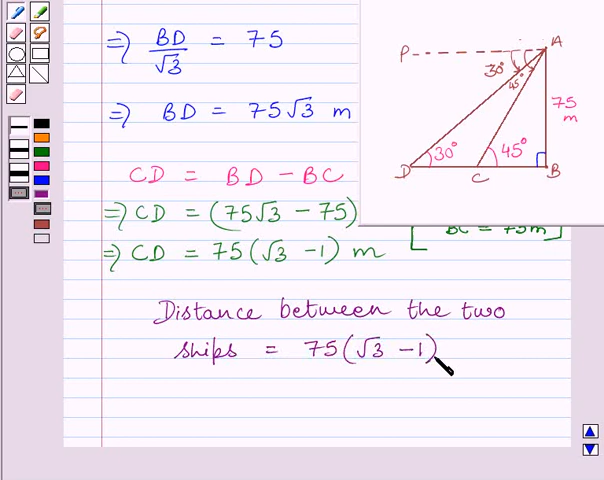 ⇒ BD/√3 = 75
⇒ BD = 75√3 m
CD = BD - BC
⇒ CD = (75√3 - 75)
⇒ CD = 75(√3 - 1) m
BC = 75m
Distance between the two
ships = 75(√3 - 1)
P
A
30°
45°
75
m
D
30°
C
45°
B